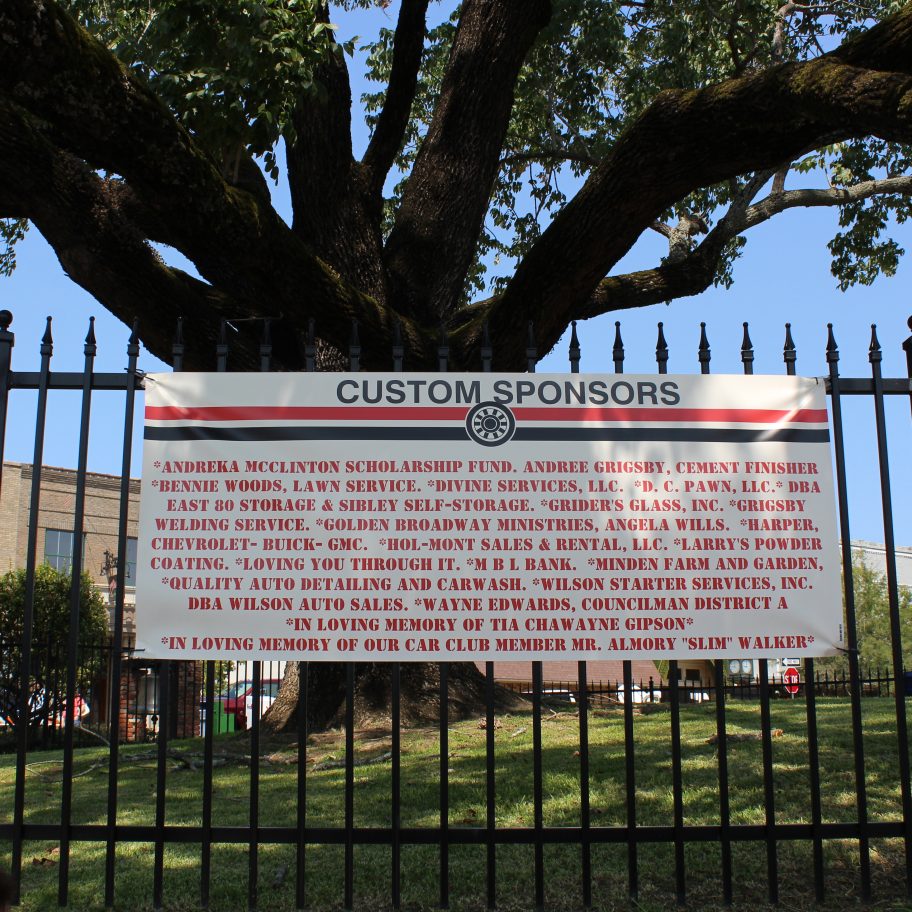 CUSTOM SPONSORS
*ANDREKA MCCLINTON SCHOLARSHIP FUND. ANDREE GRIGSBY, CEMENT FINISHER
*BENNIE WOODS, LAWN SERVICE. *DIVINE SERVICES, LLC. *D. C. PAWN, LLC.* DBA
EAST 80 STORAGE & SIBLEY SELF-STORAGE. *GRIDER'S GLASS, INC. *GRIGSBY
WELDING SERVICE. *GOLDEN BROADWAY MINISTRIES, ANGELA WILLS. *HARPER,
CHEVROLET- BUICK- GMC. *HOL-MONT SALES & RENTAL, LLC. *LARRY'S POWDER
COATING. *LOVING YOU THROUGH IT. *M B L BANK. *MINDEN FARM AND GARDEN,
*QUALITY AUTO DETAILING AND CARWASH. *WILSON STARTER SERVICES, INC.
DBA WILSON AUTO SALES. *WAYNE EDWARDS, COUNCILMAN DISTRICT A
*IN LOVING MEMORY OF TIA CHAWAYNE GIPSON*
*IN LOVING MEMORY OF OUR CAR CLUB MEMBER MR. ALMORY "SLIM" WALKER*
STOP